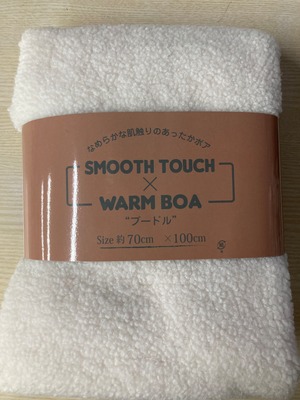 なめらかな肌触りのあったかボア
SMOOTH TOUCH
×
WARM BOA
"プードル"
Size 約70cm ×100cm